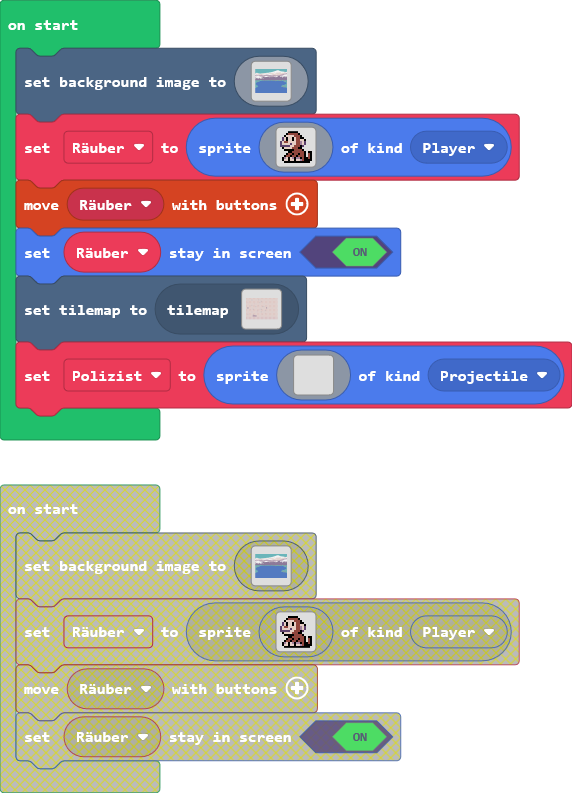 on start
set background image to
set Räuber to sprite of kind Player
move Räuber with buttons
set Räuber stay in screen ON
set tilemap to tilemap
set Polizist to sprite of kind Projectile
on start
set background image to
set Räuber to sprite of kind Player
move Räuber with buttons
set Räuber stay in screen ON